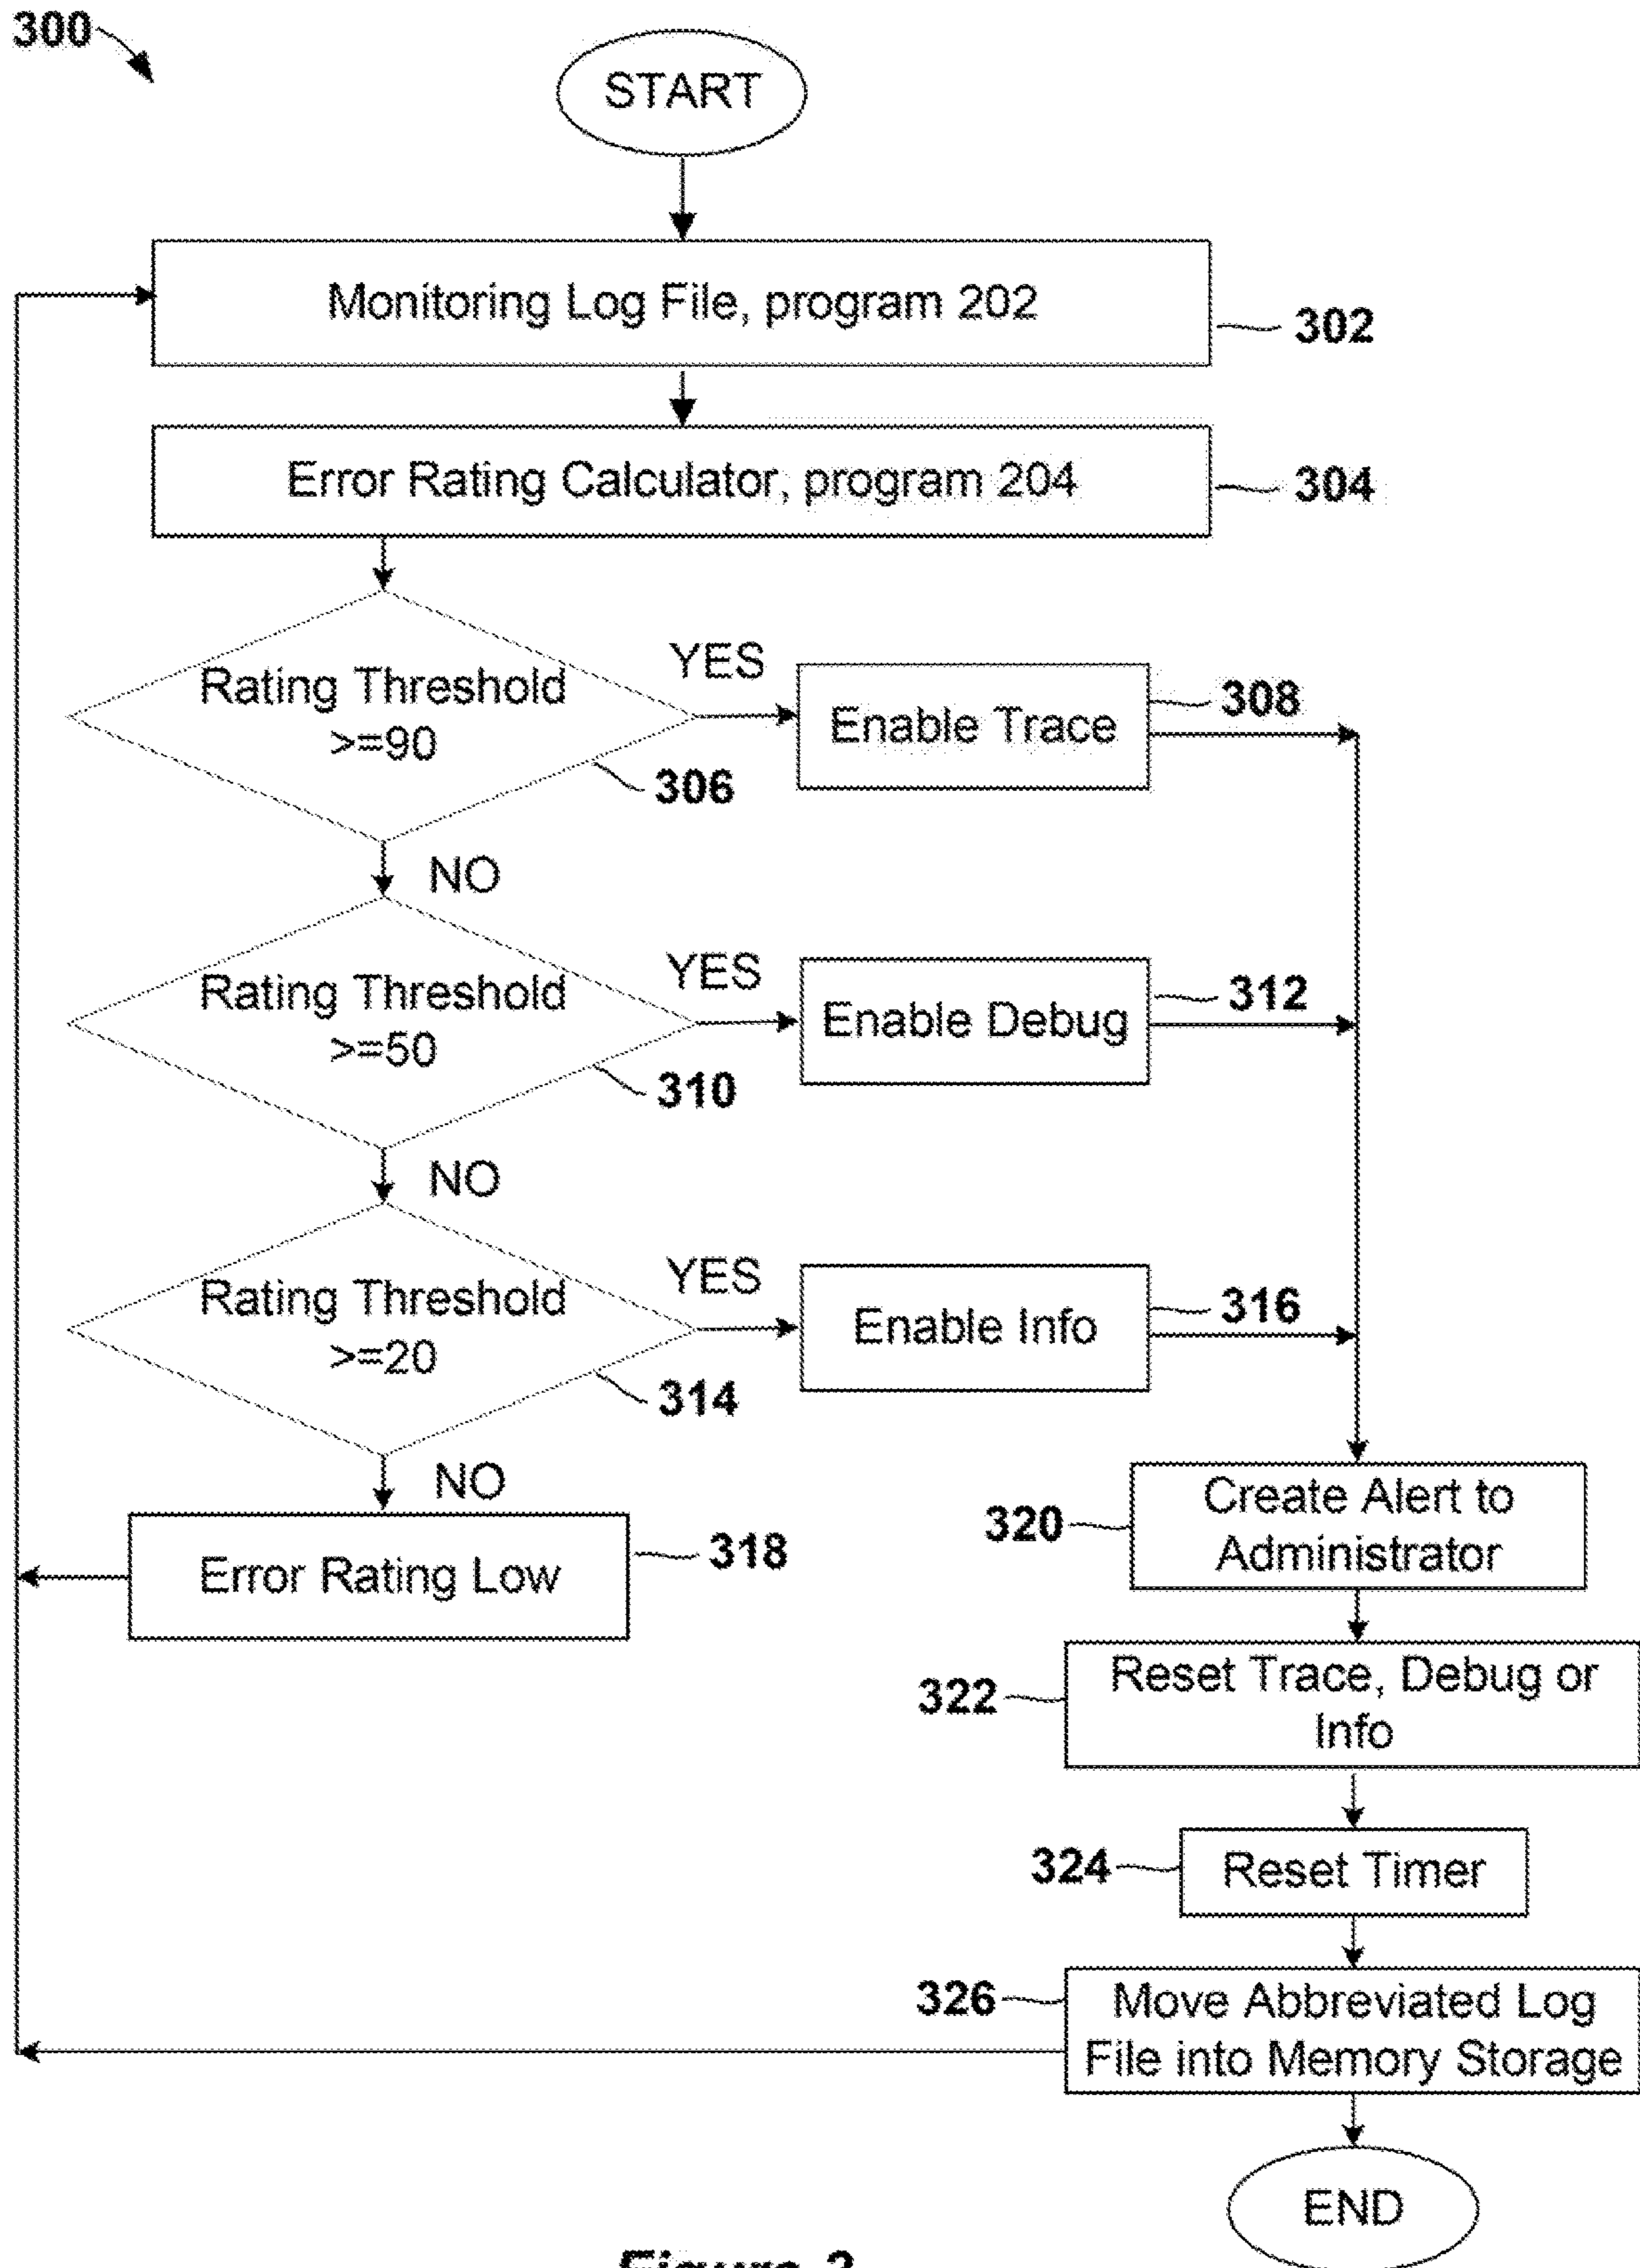 300
START
Monitoring Log File, program 202
302
Error Rating Calculator, program 204
304
Rating Threshold
>=90
306
YES
Enable Trace
308
NO
Rating Threshold
>=50
310
YES
Enable Debug
312
NO
Rating Threshold
>=20
314
YES
Enable Info
316
NO
Error Rating Low
318
320
Create Alert to
Administrator
322
Reset Trace, Debug or
Info
324
Reset Timer
326
Move Abbreviated Log
File into Memory Storage
END